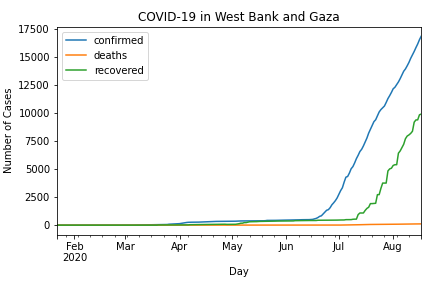 COVID-19 in West Bank and Gaza
17500
15000
12500
10000
7500
5000
2500
0
Number of Cases
confirmed
deaths
recovered
Feb
2020
Mar
Apr
May
Jun
Jul
Aug
Day